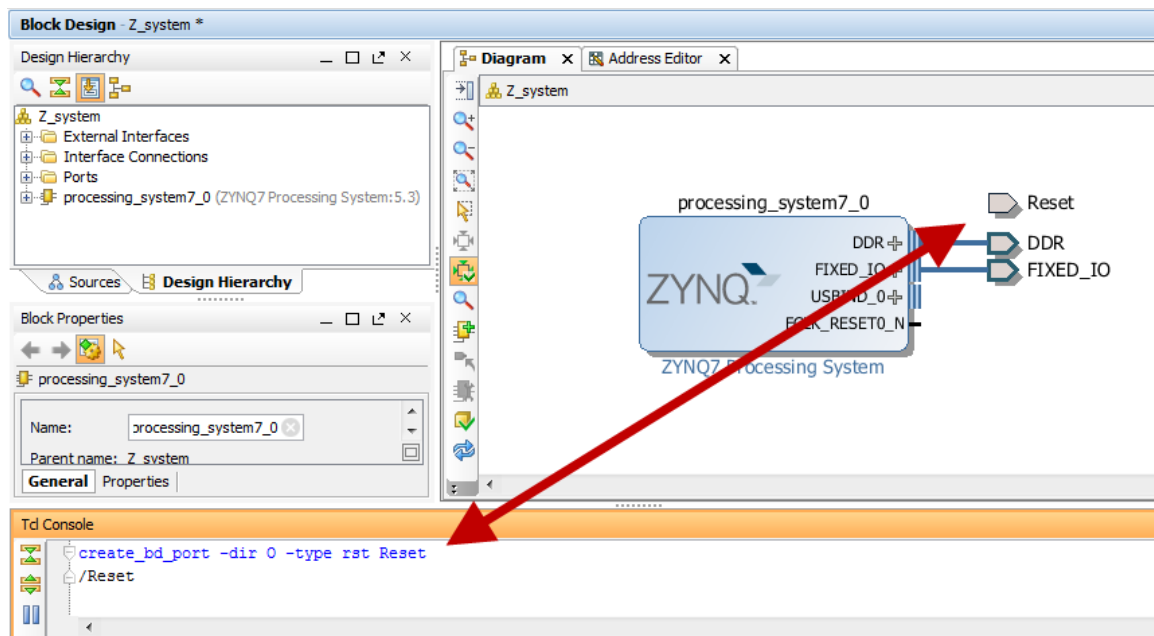 Block Design - Z_system *
Design Hierarchy
Z_system
External Interfaces
Interface Connections
Ports
processing_system7_0 (ZYNQ7 Processing System:5.3)
Sources
Design Hierarchy
Block Properties
processing_system7_0
Name: processing_system7_0
Parent name: Z_system
General Properties
Diagram
Address Editor
Z_system
processing_system7_0
Reset
DDR
DDR
FIXED_IO
FIXED_IO
ZYNQ
USBIND_0
FCLK_RESET0_N
ZYNQ7 Processing System
Tcl Console
create_bd_port -dir O -type rst Reset
/Reset